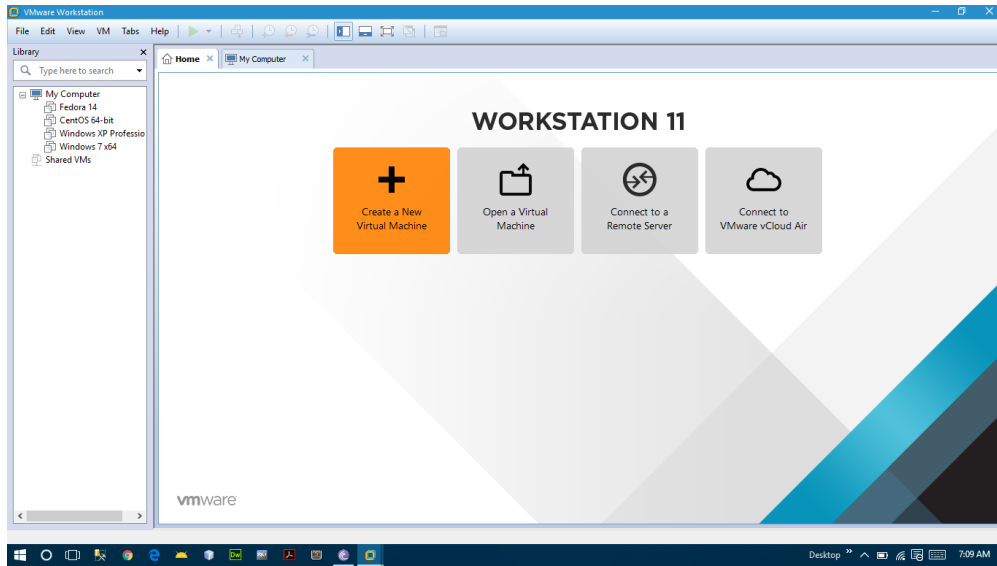 VMware Workstation
File Edit View VM Tabs Help
Library
Type here to search
My Computer
Fedora 14
CentOS 64-bit
Windows XP Professio
Windows 7 x64
Shared VMs
Home
My Computer
WORKSTATION 11
Create a New
Virtual Machine
Open a Virtual
Machine
Connect to a
Remote Server
Connect to
VMware vCloud Air
vmware
Dw
Desktop
7:09 AM